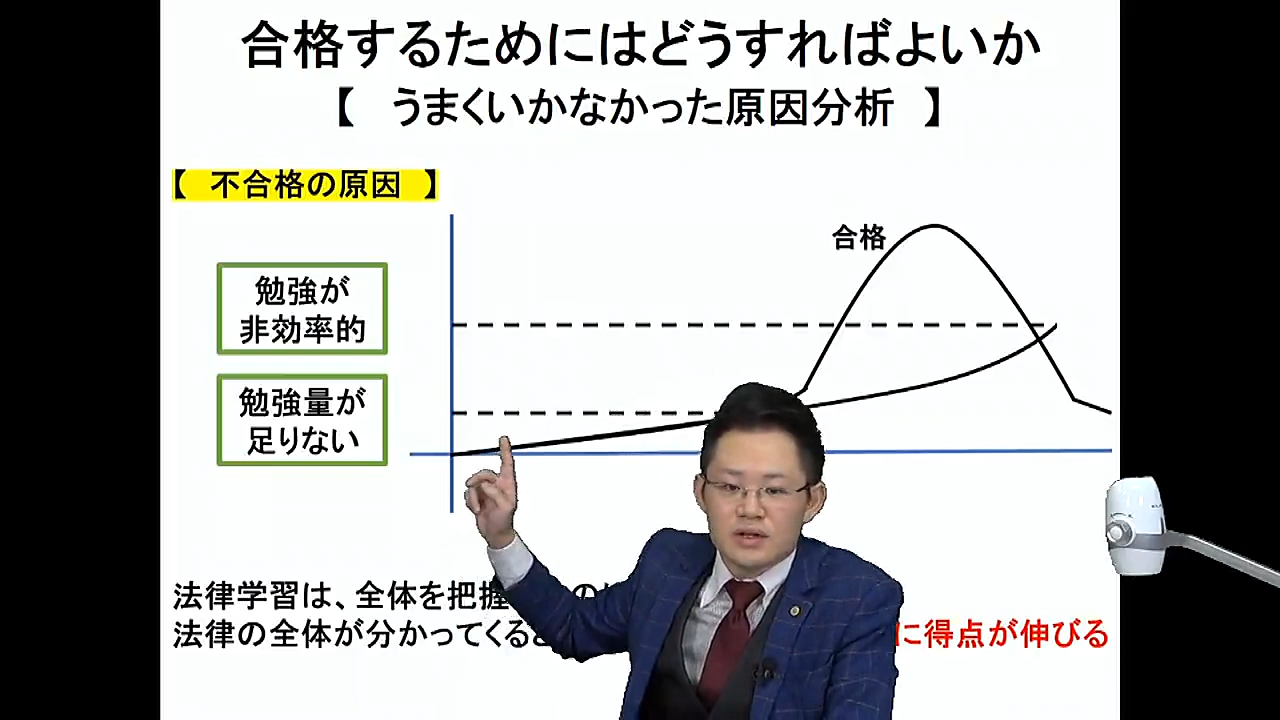 合格するためにはどうすればよいか
【 うまくいかなかった原因分析 】
【 不合格の原因 】
合格
勉強が
非効率的
勉強量が
足りない
法律学習は、全体を把握
法律の全体が分かってくると に得点が伸びる